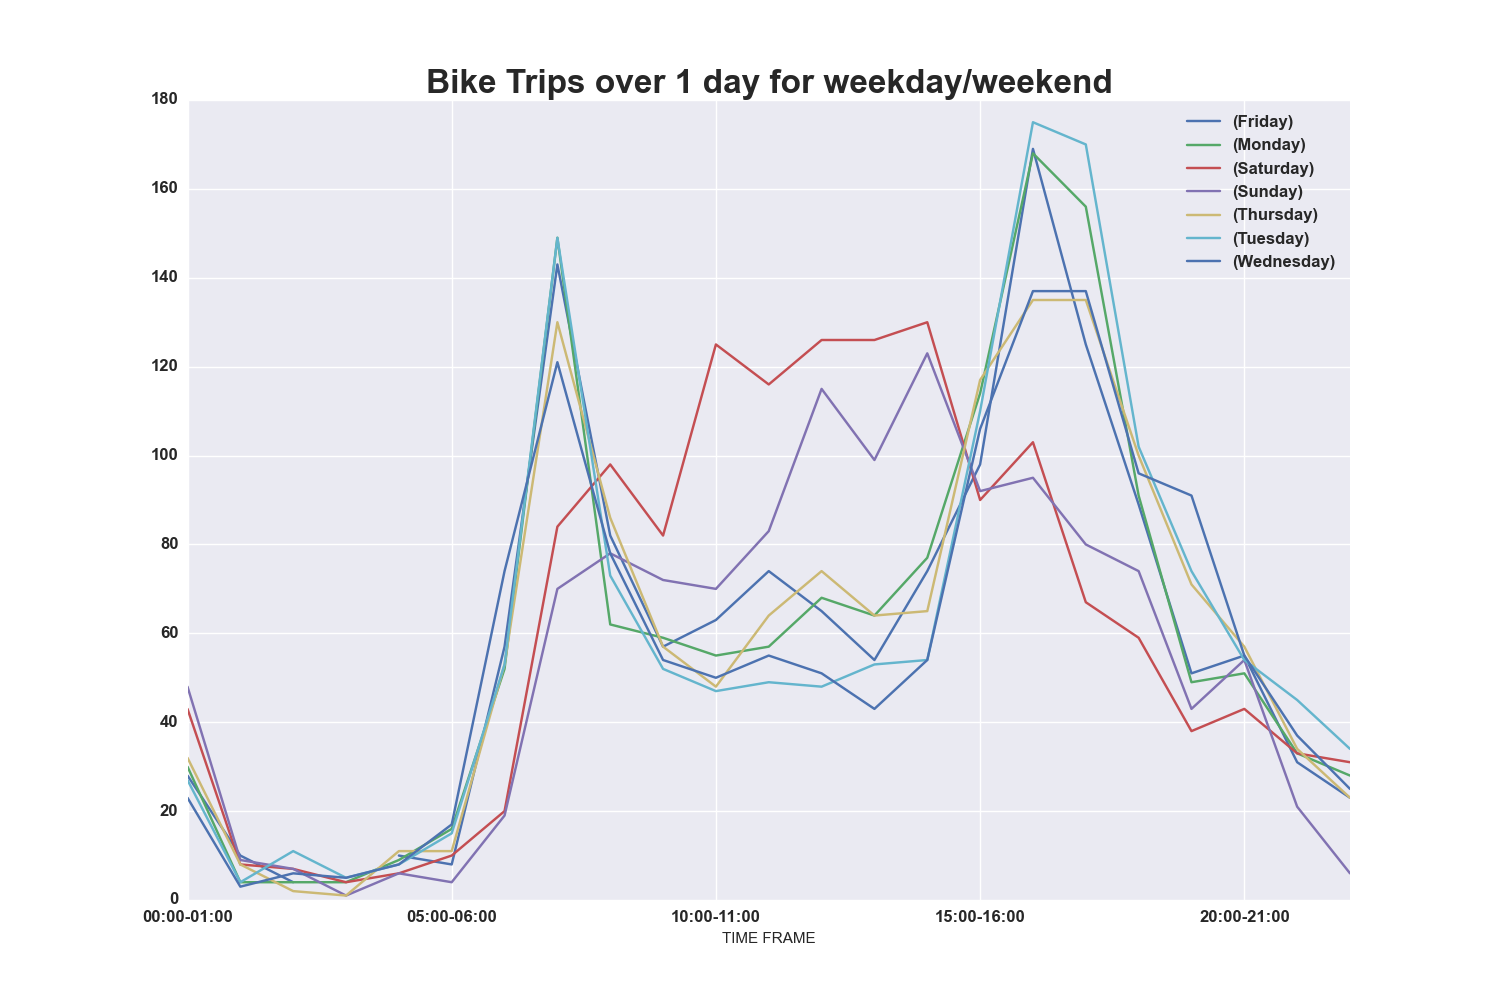 Bike Trips over 1 day for weekday/weekend
180
160
140
120
100
80
60
40
20
0
(Friday)
(Monday)
(Saturday)
(Sunday)
(Thursday)
(Tuesday)
(Wednesday)
00:00-01:00 05:00-06:00 10:00-11:00 15:00-16:00 20:00-21:00
TIME FRAME